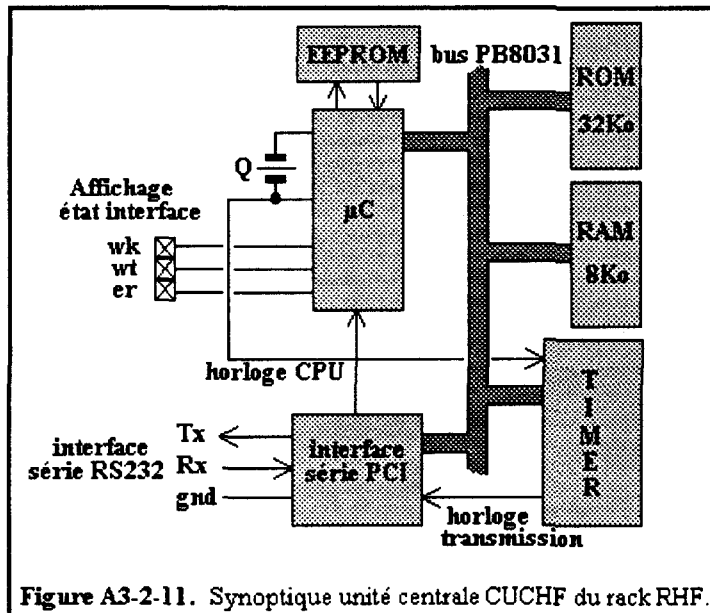 EEPROM
bus PB8031
ROM
32Ko
Q
Affichage
état interface
µC
wk
wt
er
RAM
8Ko
horloge CPU
TIMER
Tx
interface
série RS232
Rx
gnd
interface
série PCI
horloge
transmission
Figure A3-2-11. Synoptique unité centrale CUCHF du rack RHF.